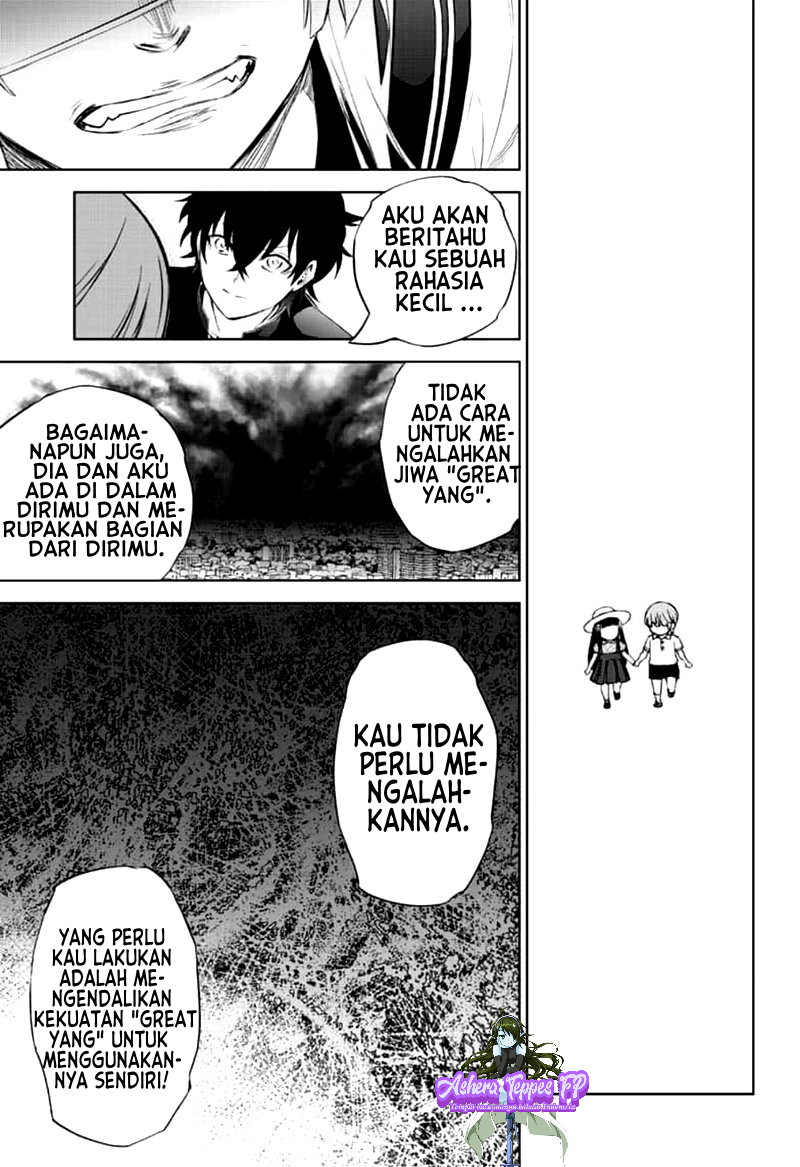 AKU AKAN
BERITAHU
KAU SEBUAH
RAHASIA
KECIL ...
TIDAK
ADA CARA
UNTUK ME-
NGALAHKAN
JIWA "GREAT
YANG".
BAGAIMA-
NAPUN JUGA,
DIA DAN AKU
ADA DI DALAM
DIRIMU DAN ME-
RUPAKAN BAGIAN
DARI DIRIMU.
KAU TIDAK
PERLU ME-
NGALAH-
KANNYA.
YANG PERLU
KAU LAKUKAN
ADALAH ME-
NGENDALIKAN
KEKUATAN "GREAT
YANG" UNTUK
MENGGUNAKAN-
NYA SENDIRI!
Ashera Teppes FP